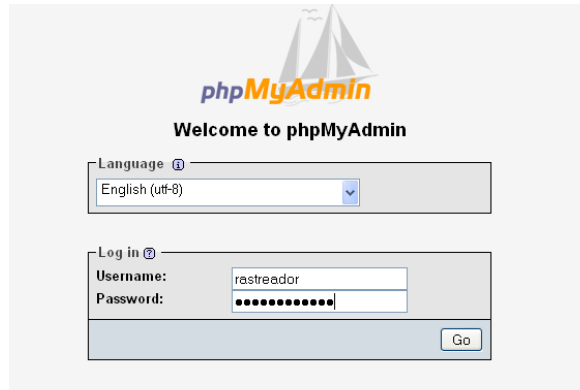 phpMyAdmin
Welcome to phpMyAdmin
Language
English (utf-8)
Log in
Username:
rastreador
Password:
••••••••••••
Go